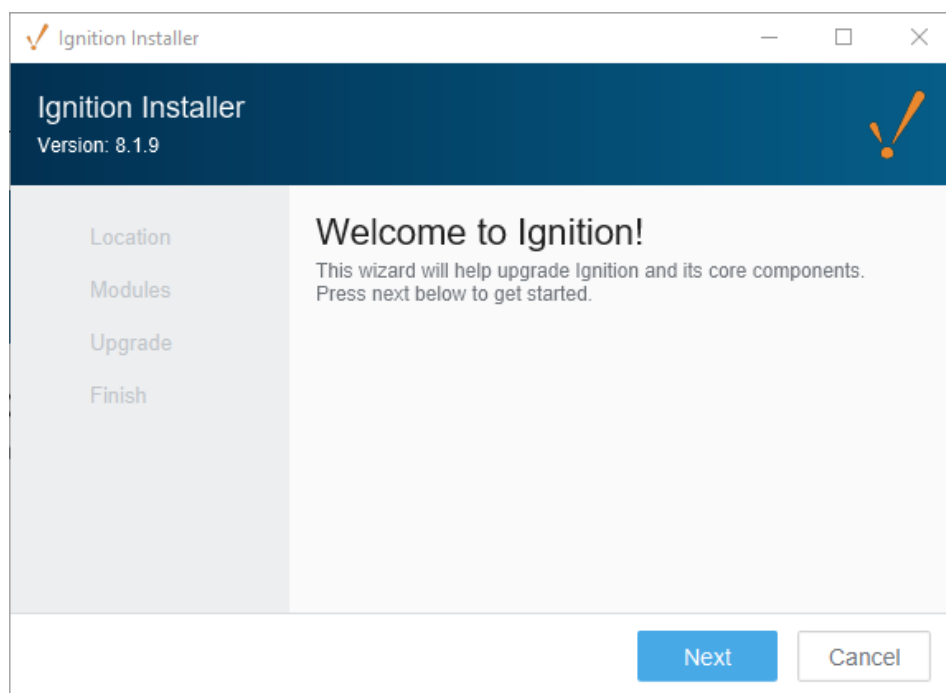 Ignition Installer
Ignition Installer
Version: 8.1.9
Location
Modules
Upgrade
Finish
Welcome to Ignition!
This wizard will help upgrade Ignition and its core components.
Press next below to get started.
Next
Cancel